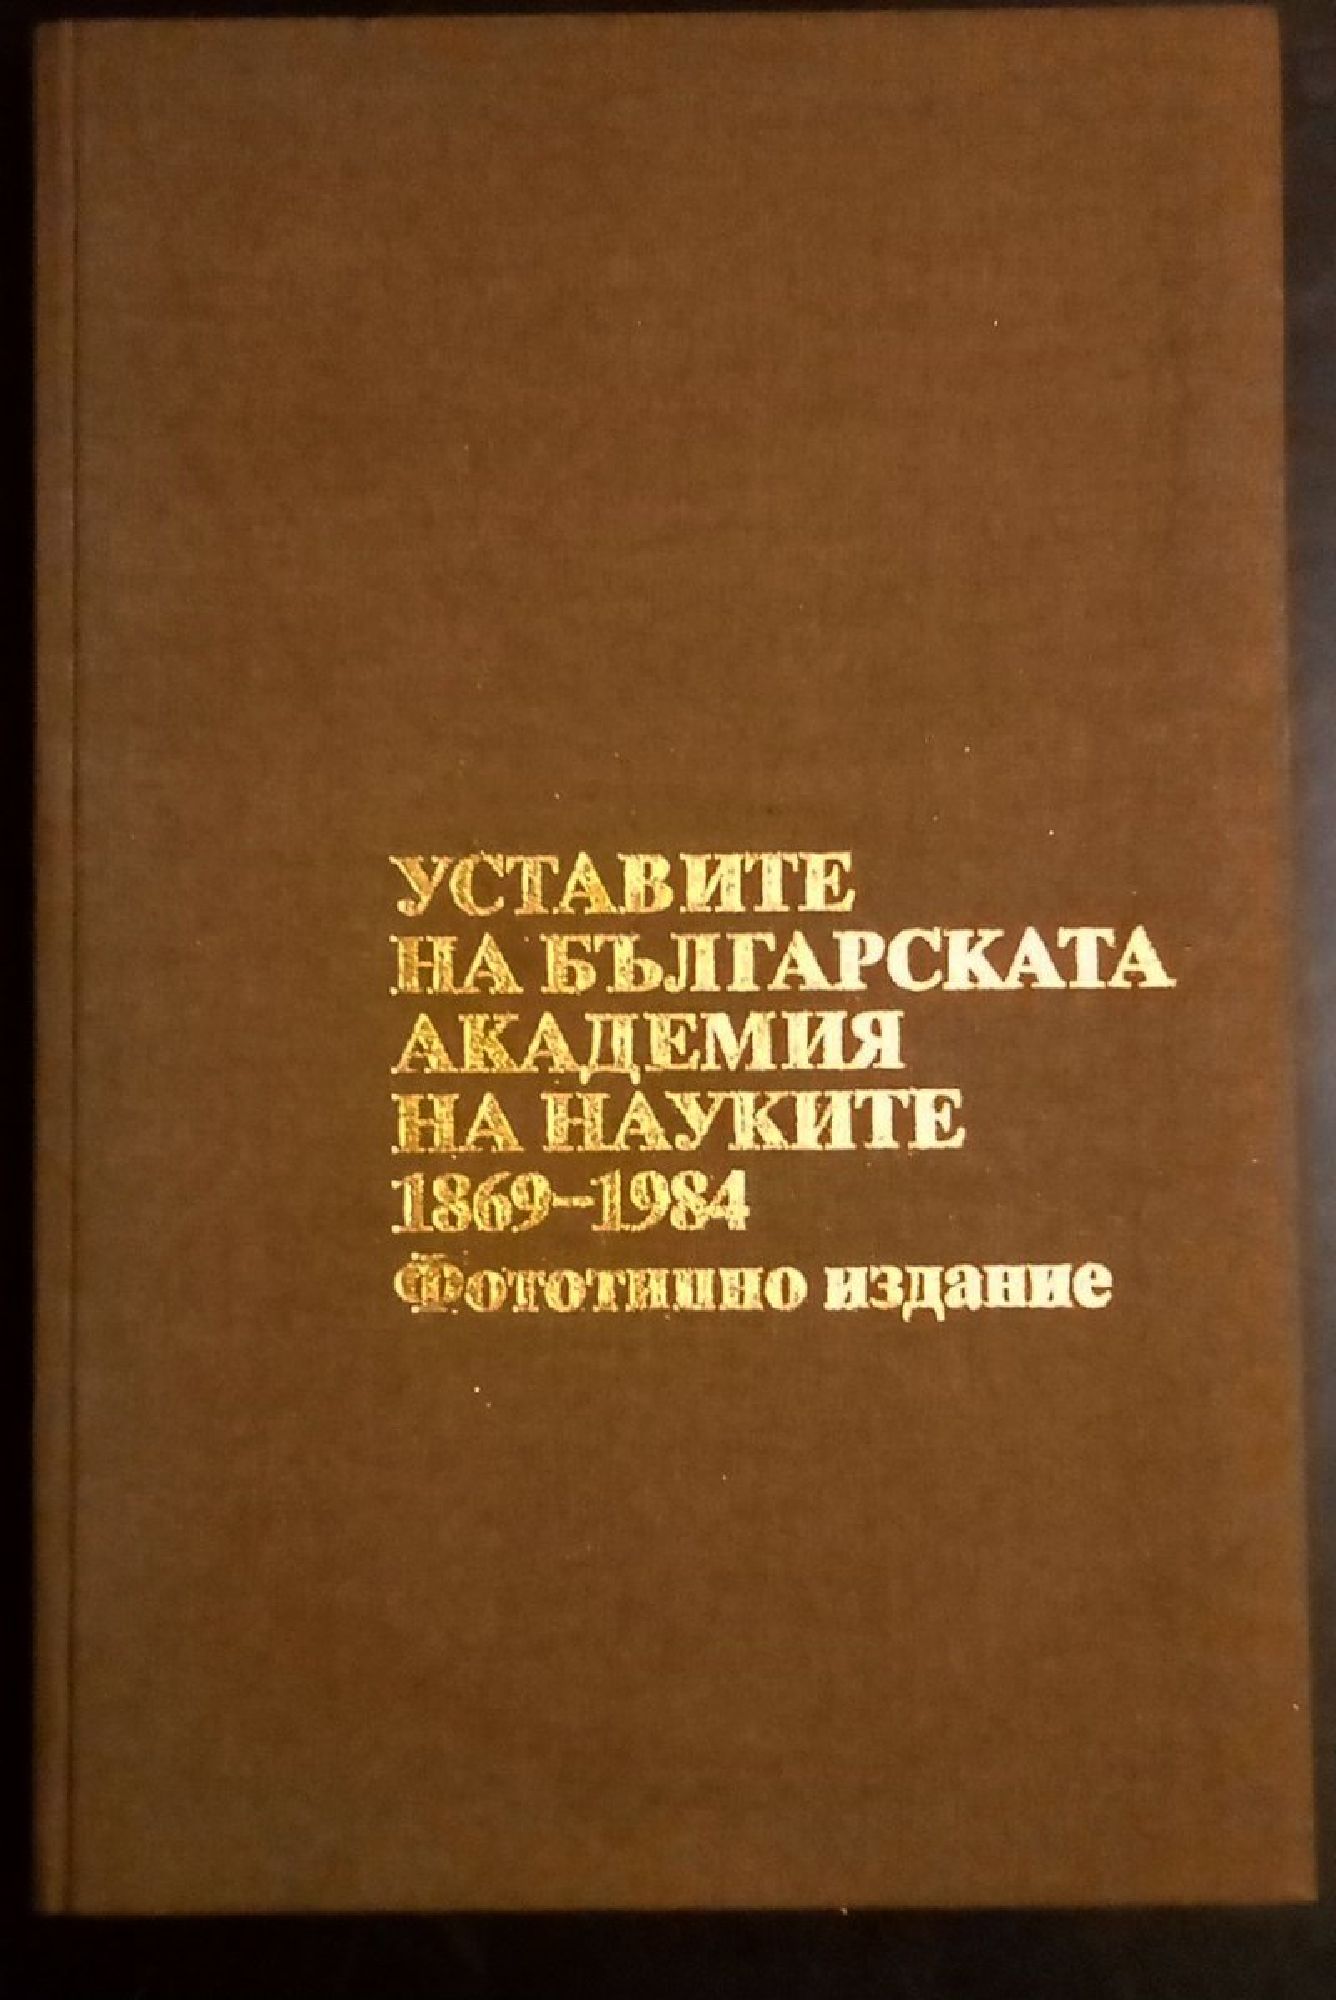 УСТАВИТЕ
НА БЪЛГАРСКАТА
АКАДЕМИЯ
НА НАУКИТЕ
1869–1984
Фототипно издание